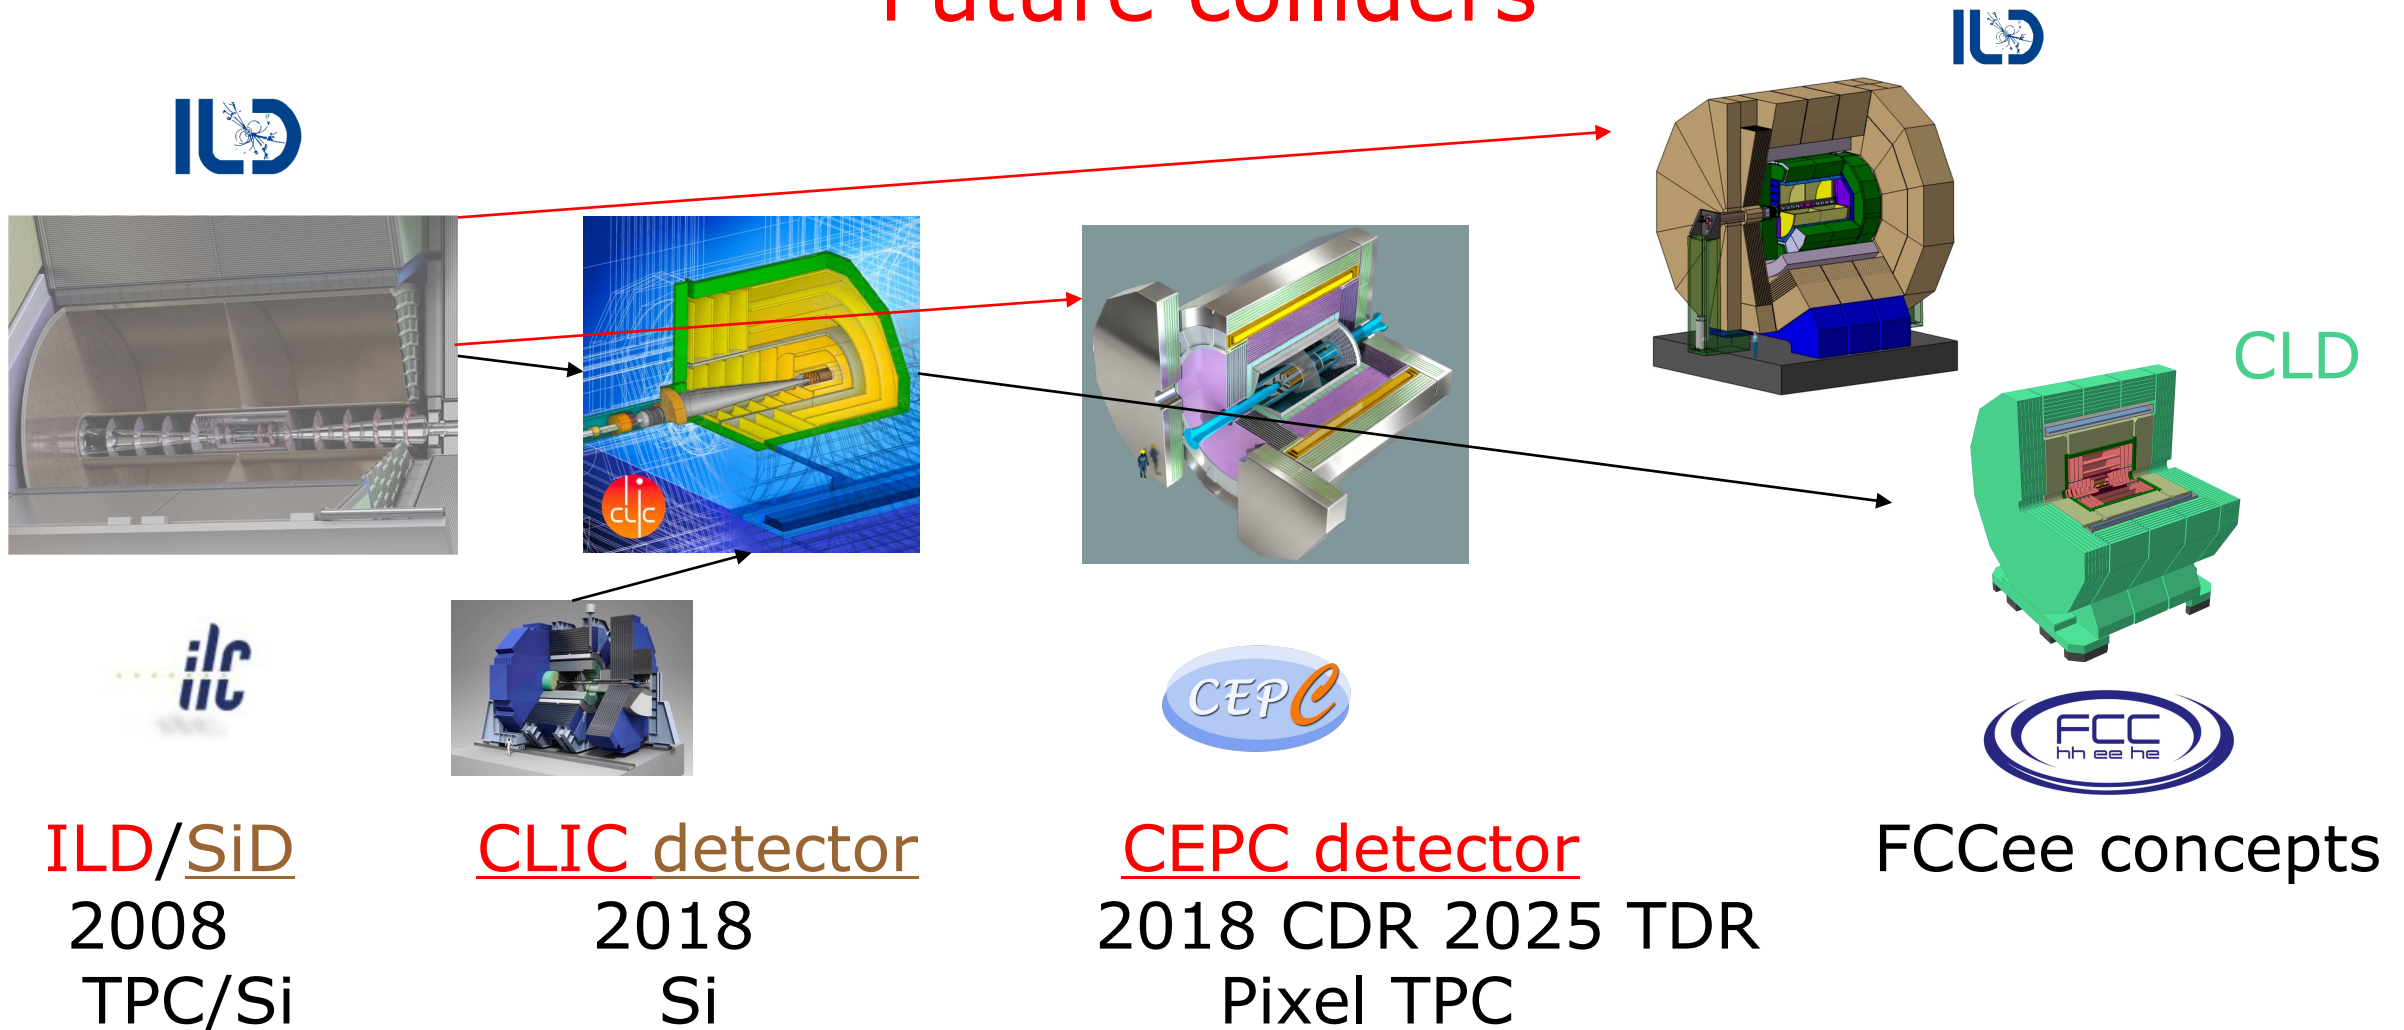 Future colliders
ILD
ILD
CLD
clic
ilc
CEPC
FCC
hh ee he
ILD/SiD
CLIC detector
CEPC detector
FCCee concepts
2008
2018
2018 CDR 2025 TDR
TPC/Si
Si
Pixel TPC